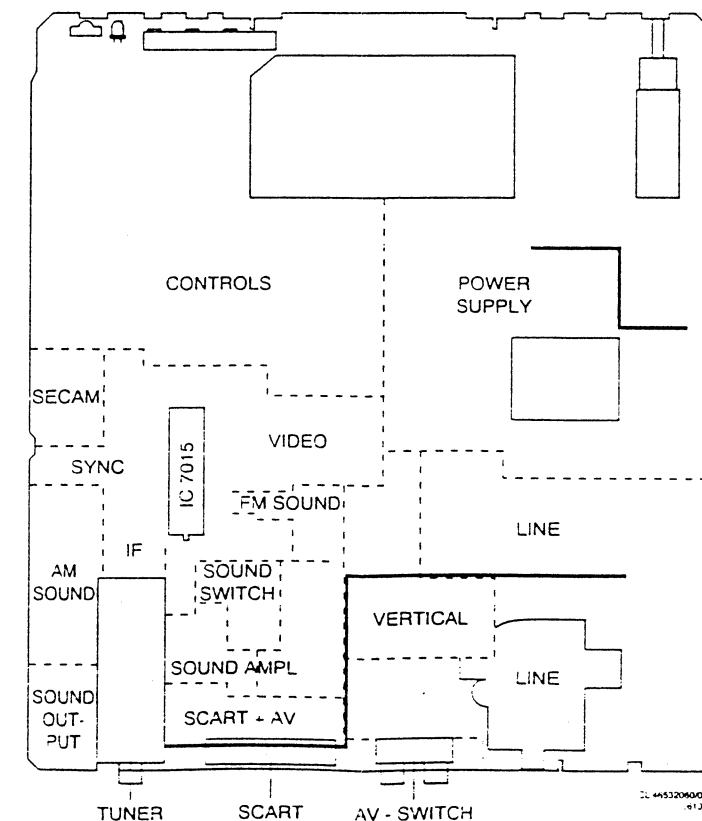 CONTROLS
POWER
SUPPLY
SECAM
VIDEO
SYNC
IC 7015
FM SOUND
LINE
IF
AM
SOUND
SOUND
SWITCH
VERTICAL
SOUND AMPL
LINE
SOUND
OUT-
PUT
SCART + AV
TUNER
SCART
AV - SWITCH